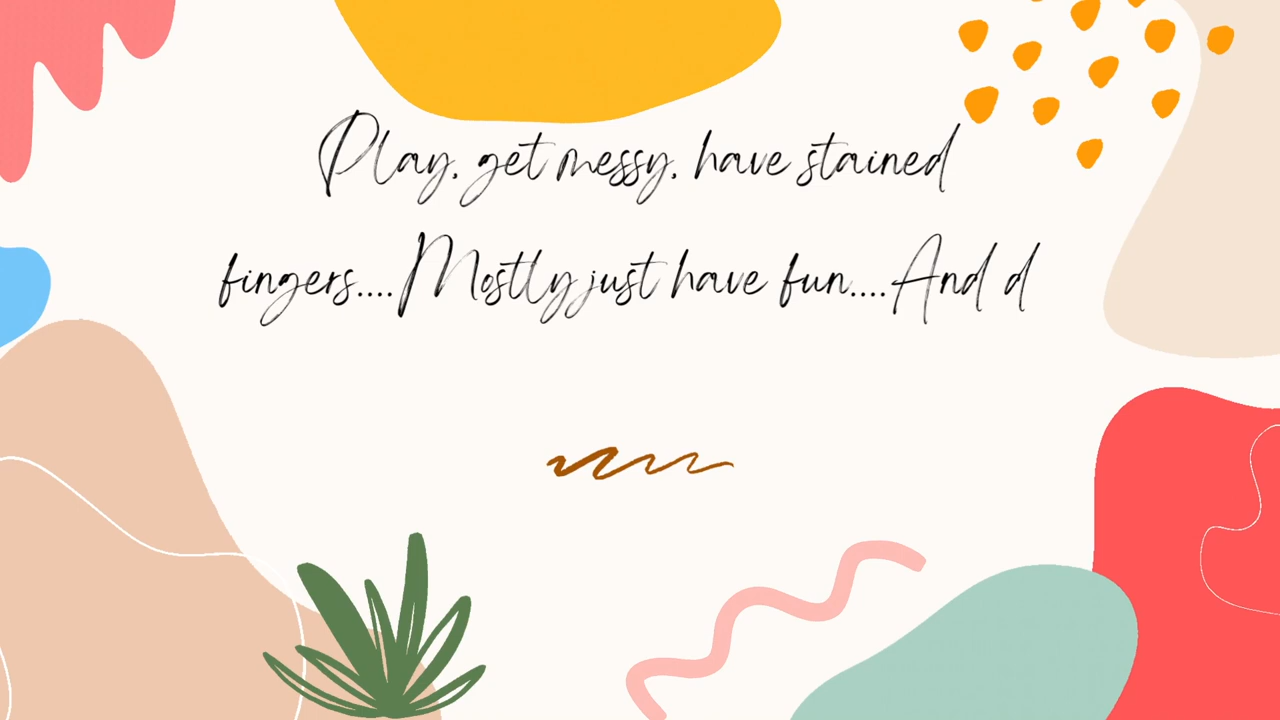 Play, get messy, have stained
fingers....Mostly just have fun....And d